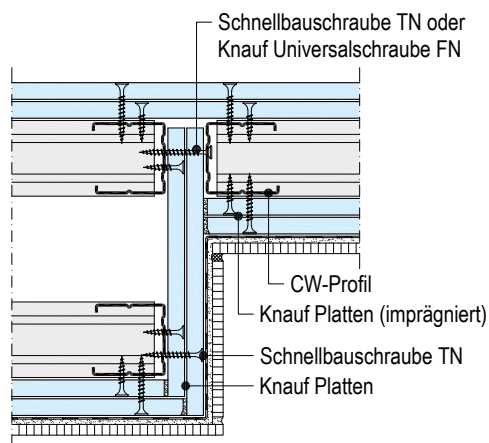 Schnellbauschraube TN oder
Knauf Universalschraube FN
CW-Profil
Knauf Platten (imprägniert)
Schnellbauschraube TN
Knauf Platten